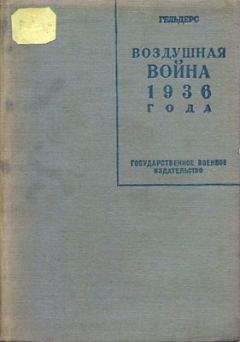 ГЕЛЬДЕРС
ВОЗДУШНАЯ
ВОЙНА
1936
ГОДА
ГОСУДАРСТВЕННОЕ ВОЕННОЕ
ИЗДАТЕЛЬСТВО